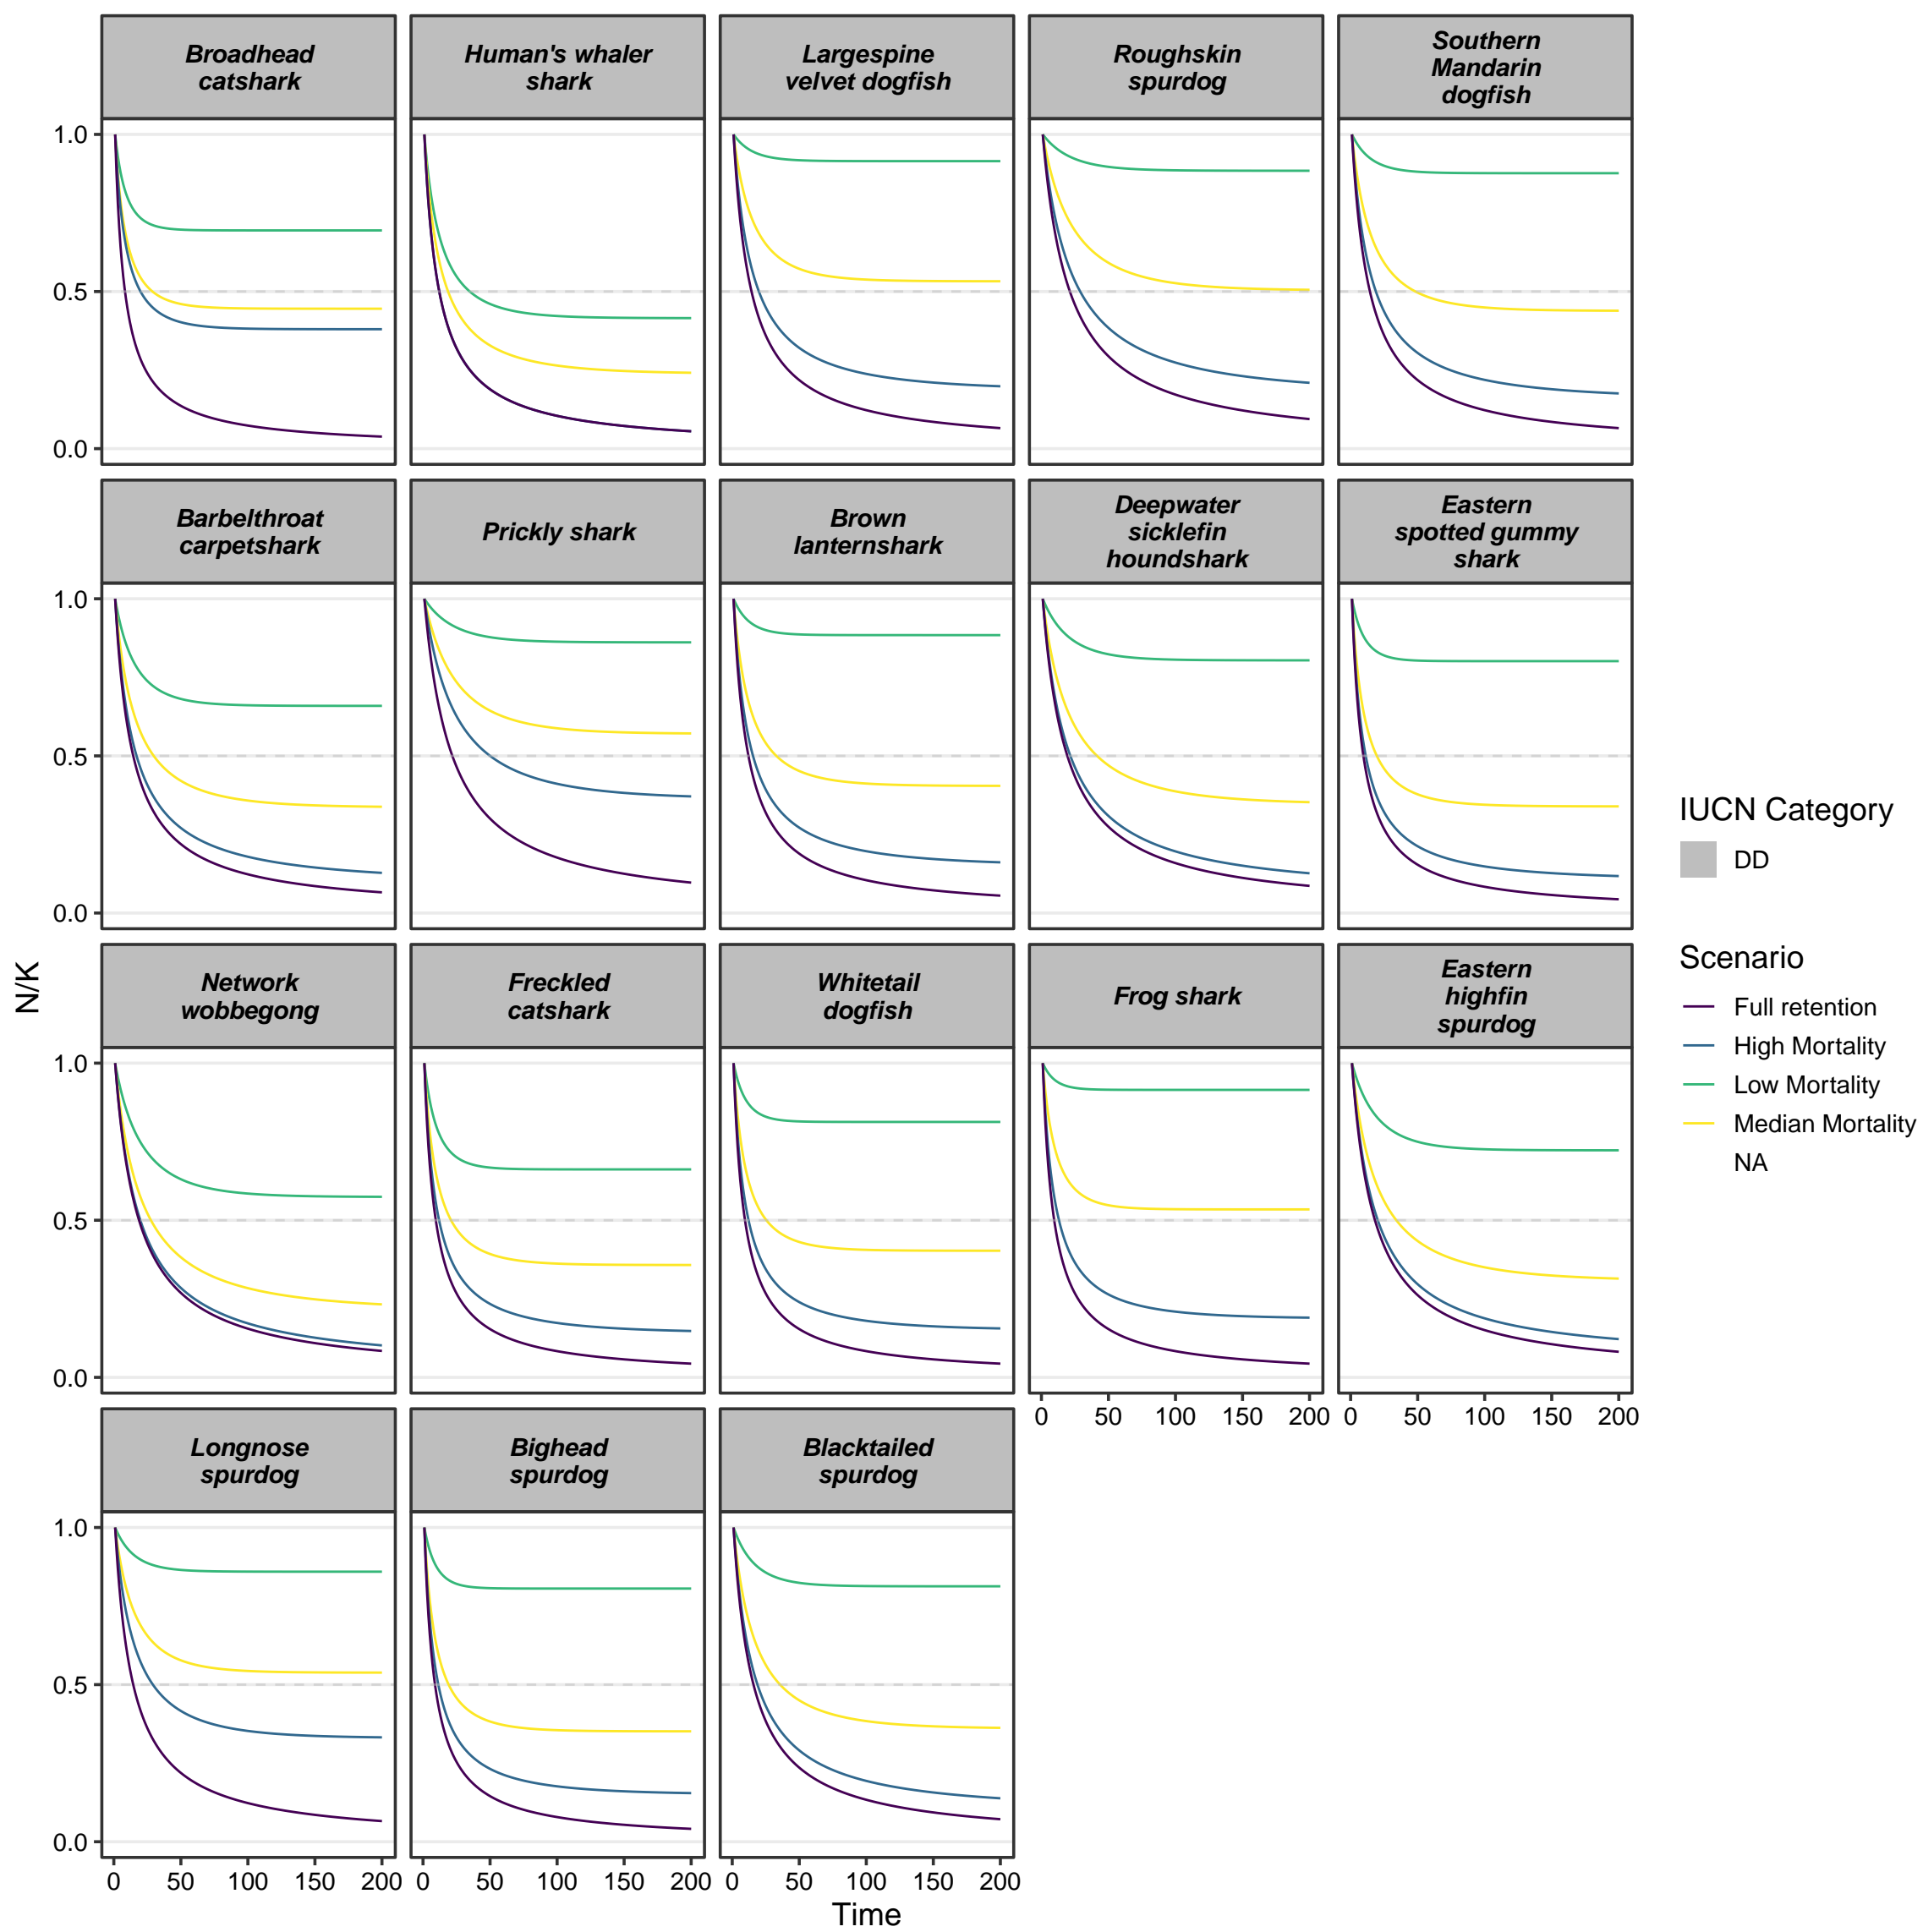 Broadhead
catshark
Human's whaler
shark
Largespine
velvet dogfish
Roughskin
spurdog
Southern
Mandarin
dogfish
1.0
0.5
0.0
Barbelthroat
carpetshark
Prickly shark
Brown
lanternshark
Deepwater
sicklefin
houndshark
Eastern
spotted gummy
shark
1.0
0.5
0.0
Network
wobbegong
Freckled
catshark
Whitetail
dogfish
Frog shark
Eastern
highfin
spurdog
1.0
0.5
0.0
0 50 100 150 200
0 50 100 150 200
Longnose
spurdog
Bighead
spurdog
Blacktailed
spurdog
1.0
0.5
0.0
0 50 100 150 200
0 50 100 150 200
0 50 100 150 200
Time
N/K
IUCN Category
DD
Scenario
Full retention
High Mortality
Low Mortality
Median Mortality
NA